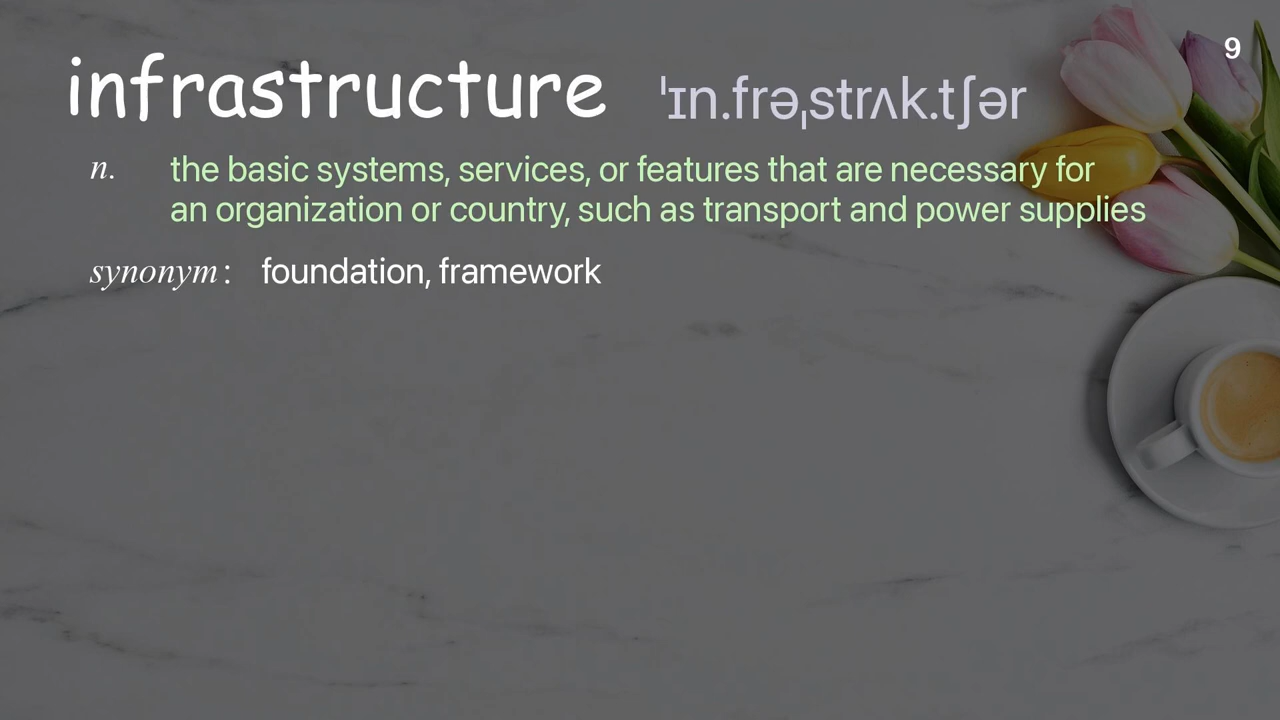 9
infrastructure ˈɪn.frəˌstrʌk.tʃər
n. the basic systems, services, or features that are necessary for
an organization or country, such as transport and power supplies
synonym: foundation, framework